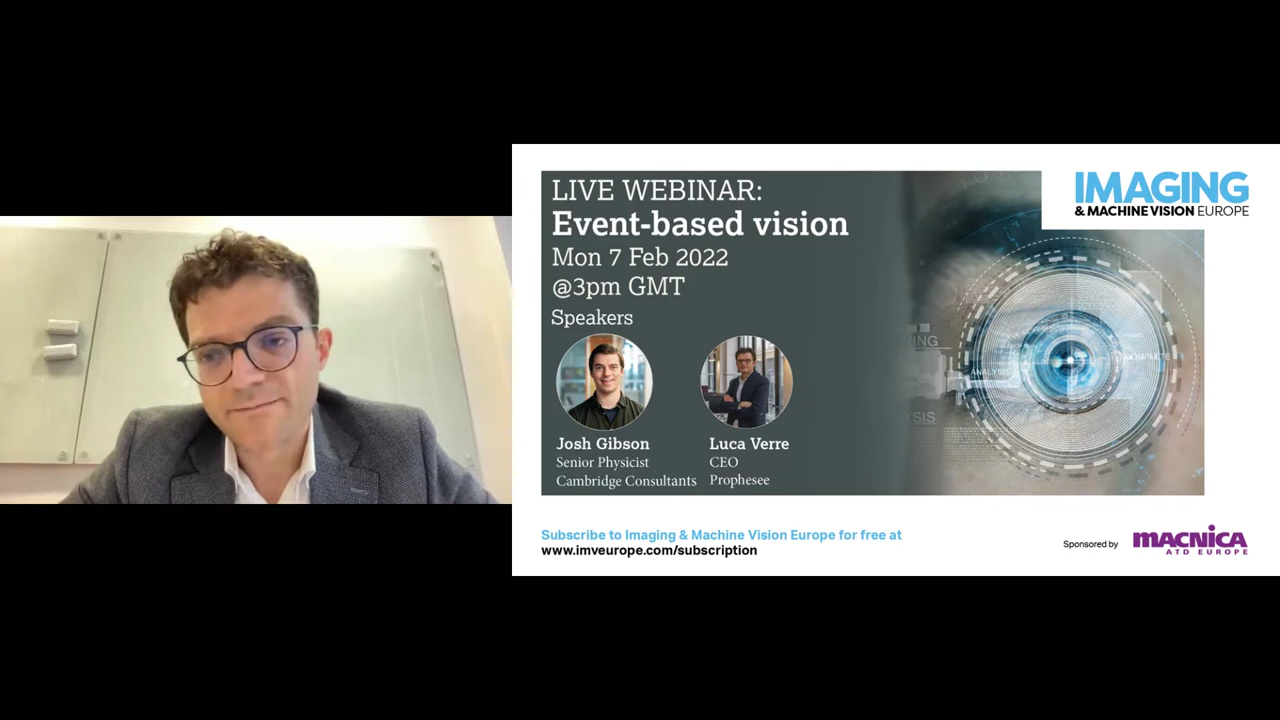 LIVE WEBINAR:
Event-based vision
Mon 7 Feb 2022
@3pm GMT
Speakers
Josh Gibson
Senior Physicist
Cambridge Consultants
Luca Verre
CEO
Prophesee
IMAGING
& MACHINE VISION EUROPE
ANALYSIS
COMPLETE
Subscribe to Imaging & Machine Vision Europe for free at
www.imveurope.com/subscription
Sponsored by
MACNICA
ATD EUROPE